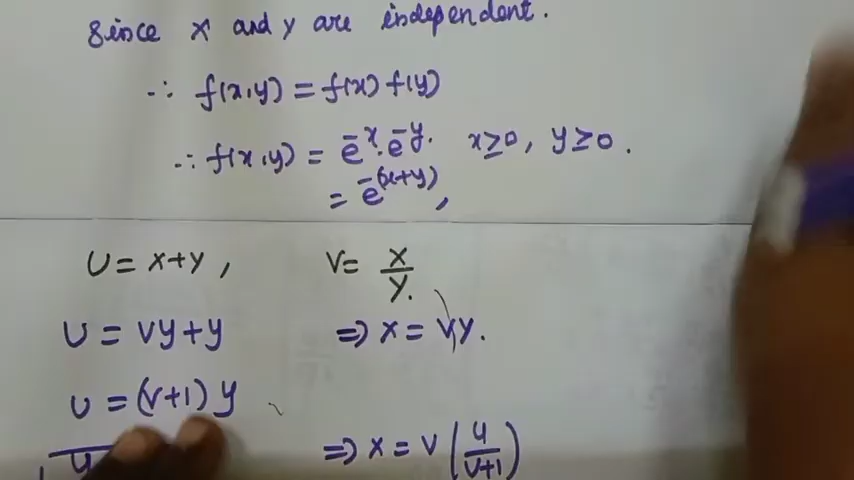 Since x and y are independent.
∴ f(x,y) = f(x) f(y)
∴ f(x,y) = e^-x . e^-y. x≥0, y≥0.
= e^-(x+y),
U = x+y, V = x/y.
U = Vy+y ⇒ x = Vy.
u = (v+1) y
u ⇒ x = V (u/(v+1))